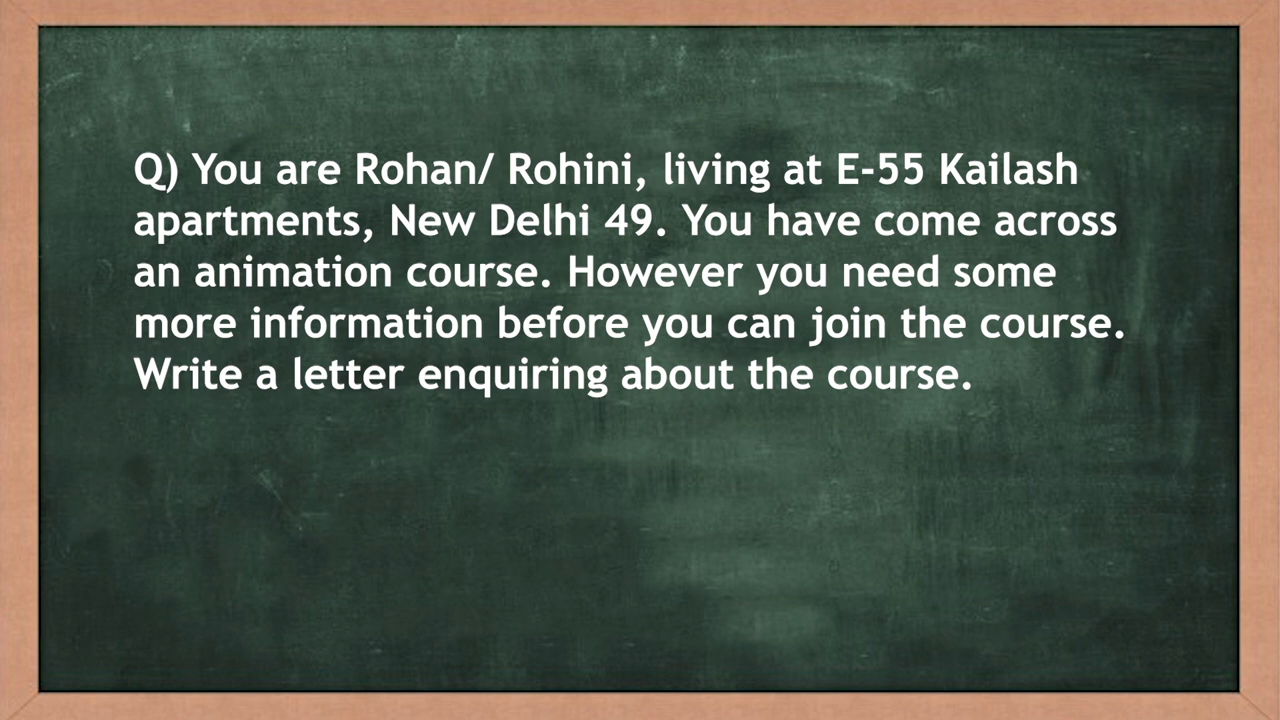 Q) You are Rohan/ Rohini, living at E-55 Kailash
apartments, New Delhi 49. You have come across
an animation course. However you need some
more information before you can join the course.
Write a letter enquiring about the course.